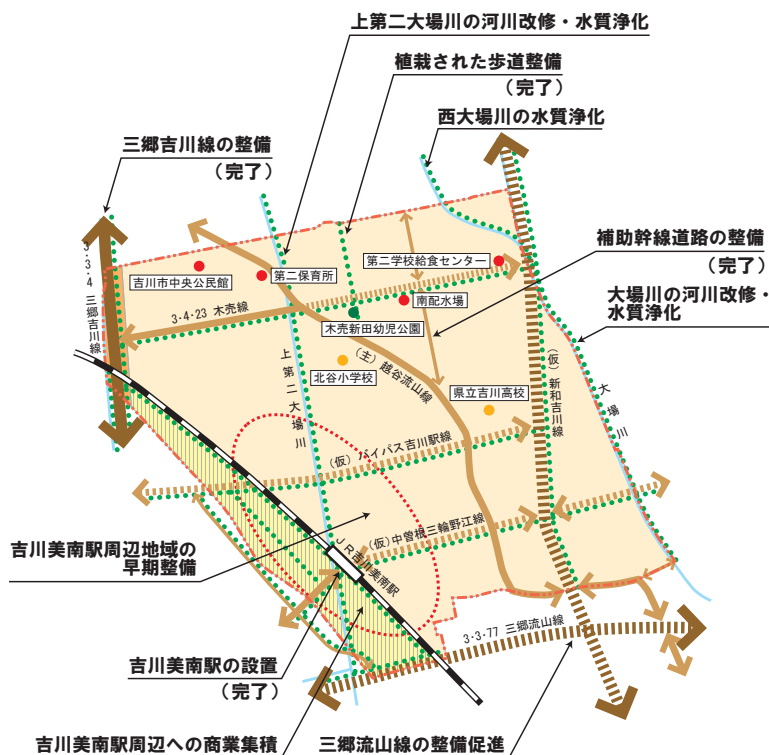 上第二大場川の河川改修・水質浄化
植栽された歩道整備
(完了)
西大場川の水質浄化
三郷吉川線の整備
(完了)
補助幹線道路の整備
(完了)
大場川の河川改修・
水質浄化
3・3・4 三郷吉川線
吉川市中央公民館
第二保育所
第二学校給食センター
南配水場
3・4・23 木売線
木売新田幼児公園
上第二大場川
北谷小学校
(主)越谷流山線
県立吉川高校
(仮)新和吉川線
大場川
(仮)バイパス吉川駅線
(仮)中曽根三輪野江線
JR吉川美南駅
吉川美南駅周辺地域の
早期整備
3・3・77 三郷流山線
吉川美南駅の設置
(完了)
吉川美南駅周辺への商業集積
三郷流山線の整備促進